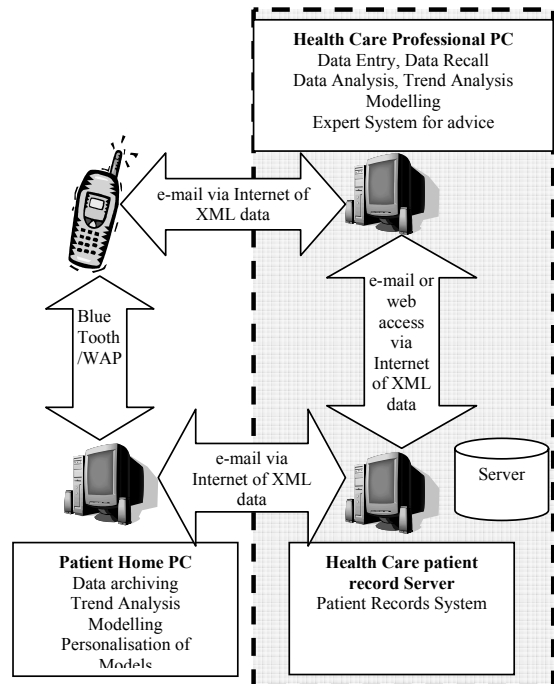 Health Care Professional PC
Data Entry, Data Recall
Data Analysis, Trend Analysis
Modelling
Expert System for advice
e-mail via Internet of
XML data
Blue
Tooth
/WAP
e-mail or
web
access
via
Internet
of XML
data
e-mail via
Internet of XML
data
Server
Patient Home PC
Data archiving
Trend Analysis
Modelling
Personalisation of
Models
Health Care patient
record Server
Patient Records System